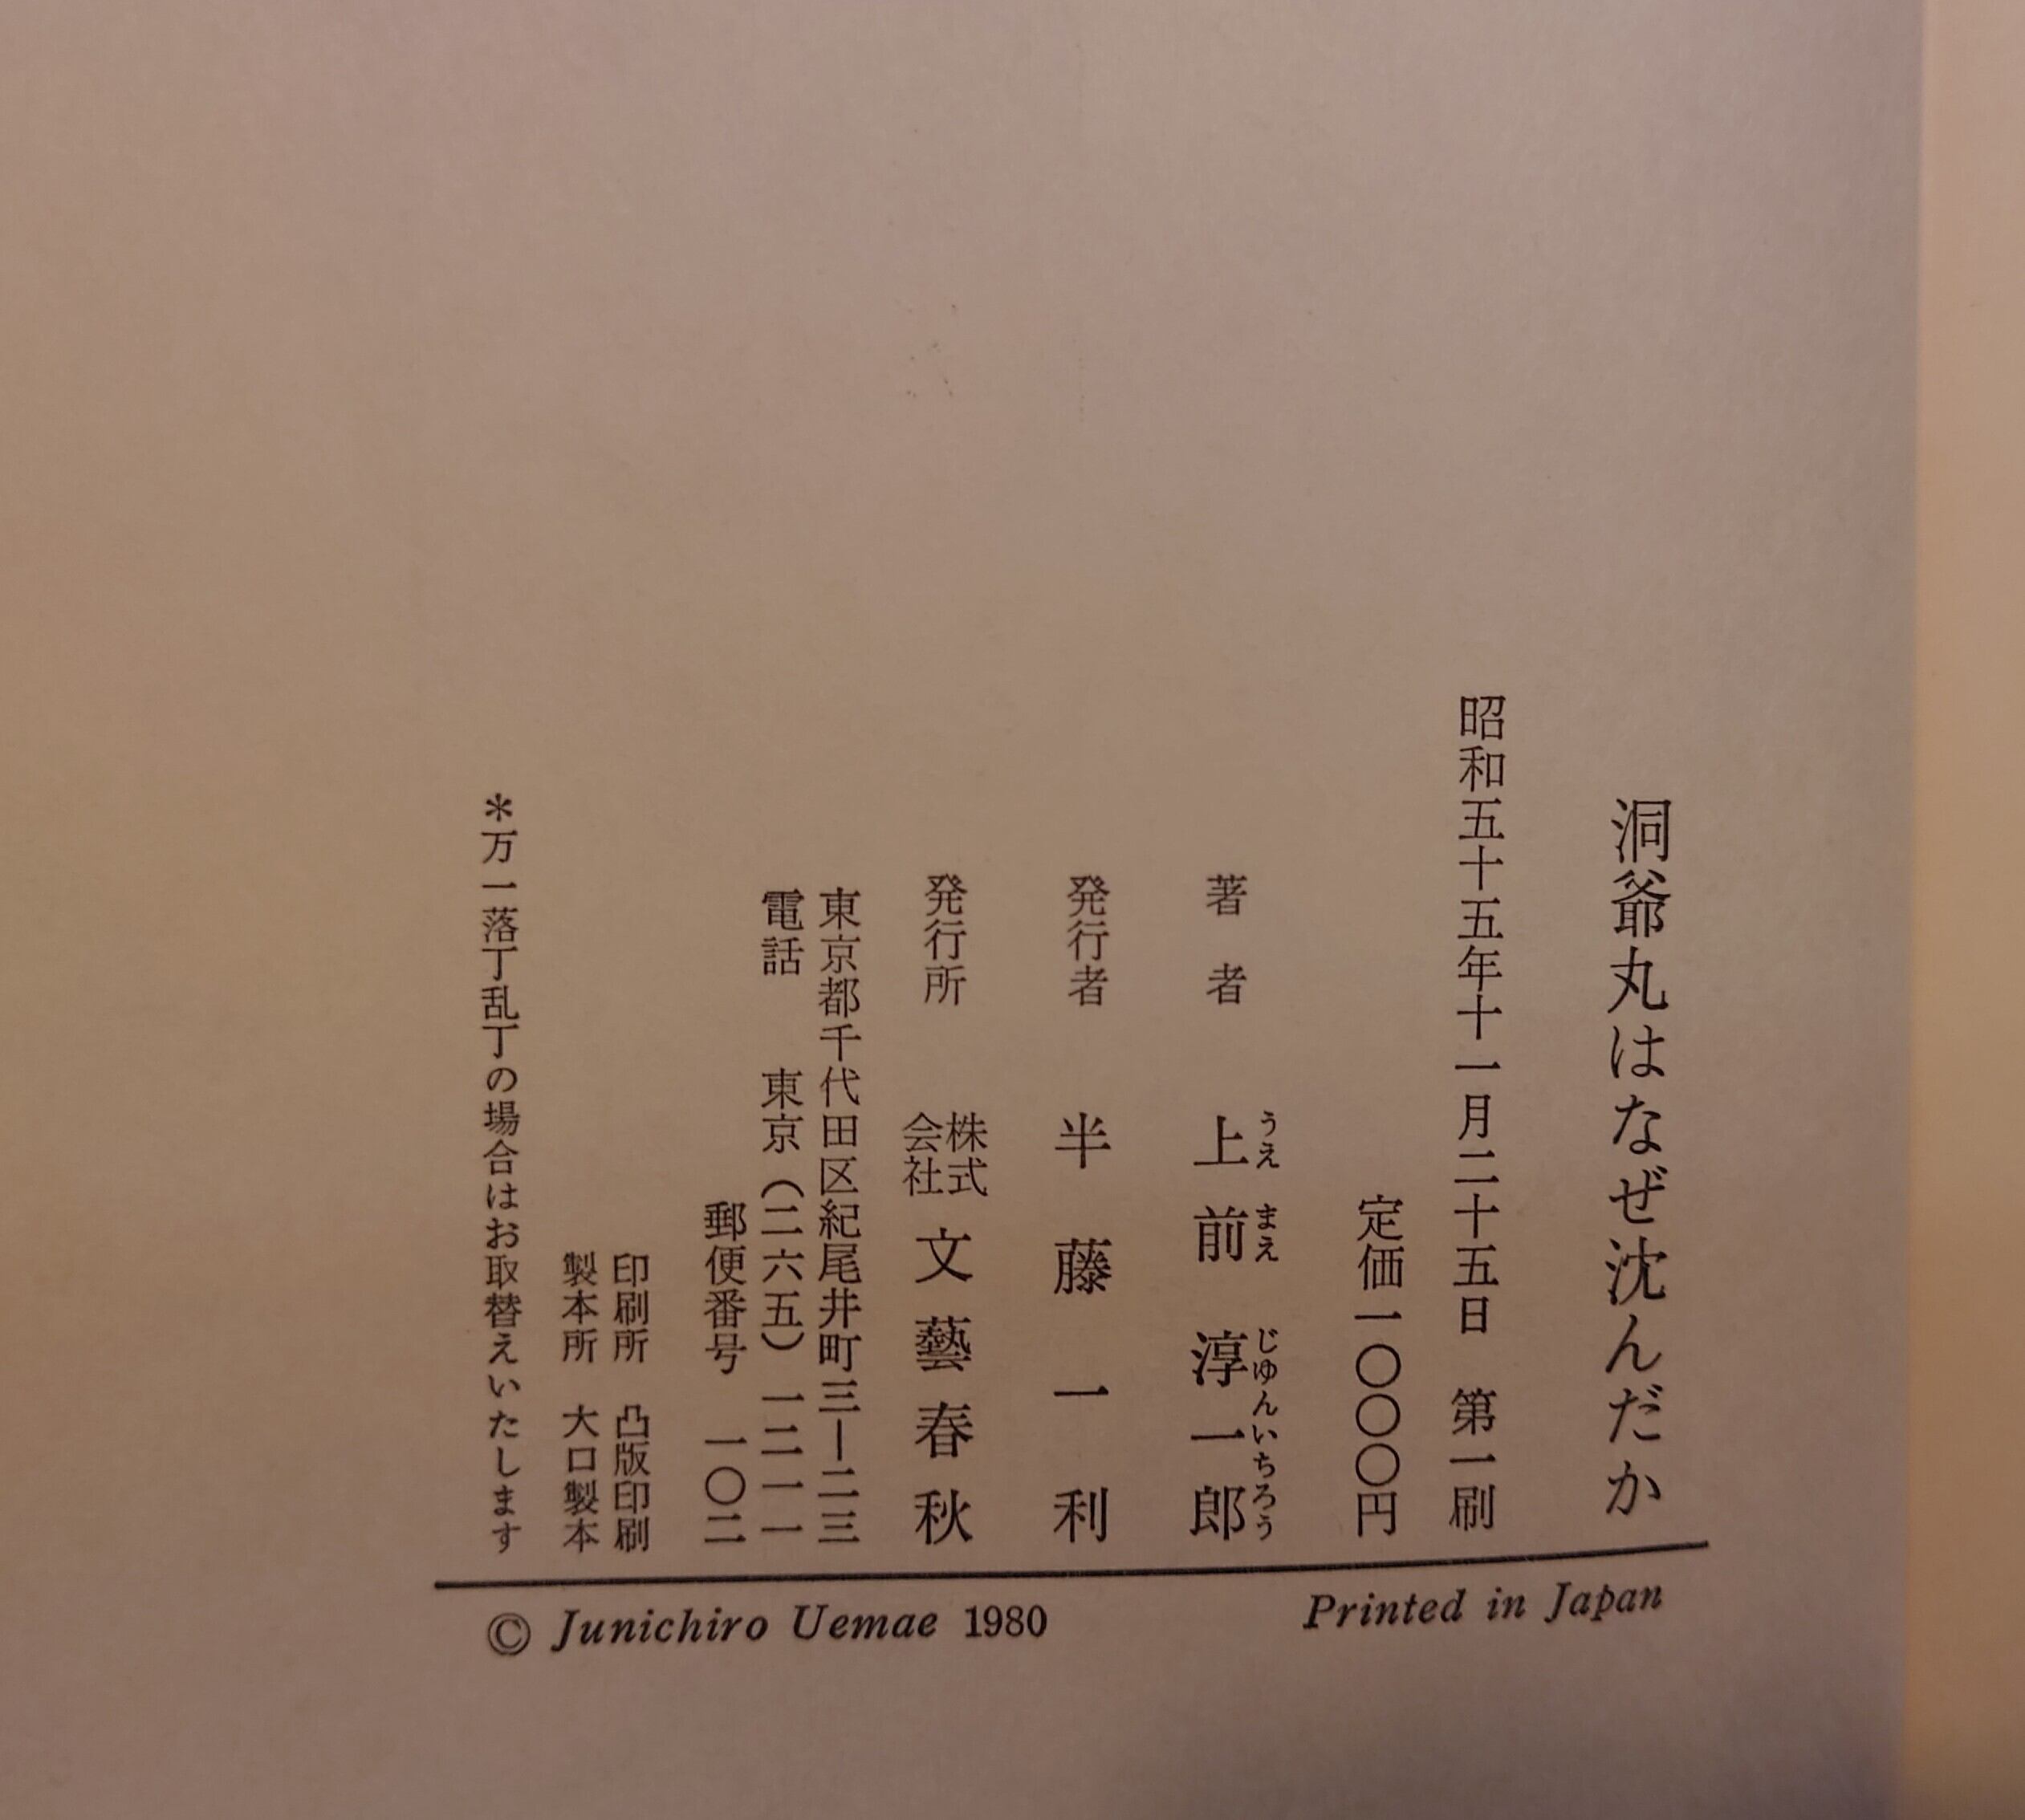 洞爺丸はなぜ沈んだか
昭和五十五年十一月二十五日　第一刷
定価一〇〇〇円
著者　上前淳一郎
うえまえじゆんいちろう
発行者　半藤一利
発行所　株式会社　文藝春秋
東京都千代田区紀尾井町三ー二三
電話　東京（二六五）一二一一
郵便番号　一〇二
印刷所　凸版印刷
製本所　大口製本
＊万一落丁乱丁の場合はお取替えいたします
© Junichiro Uemae 1980
Printed in Japan